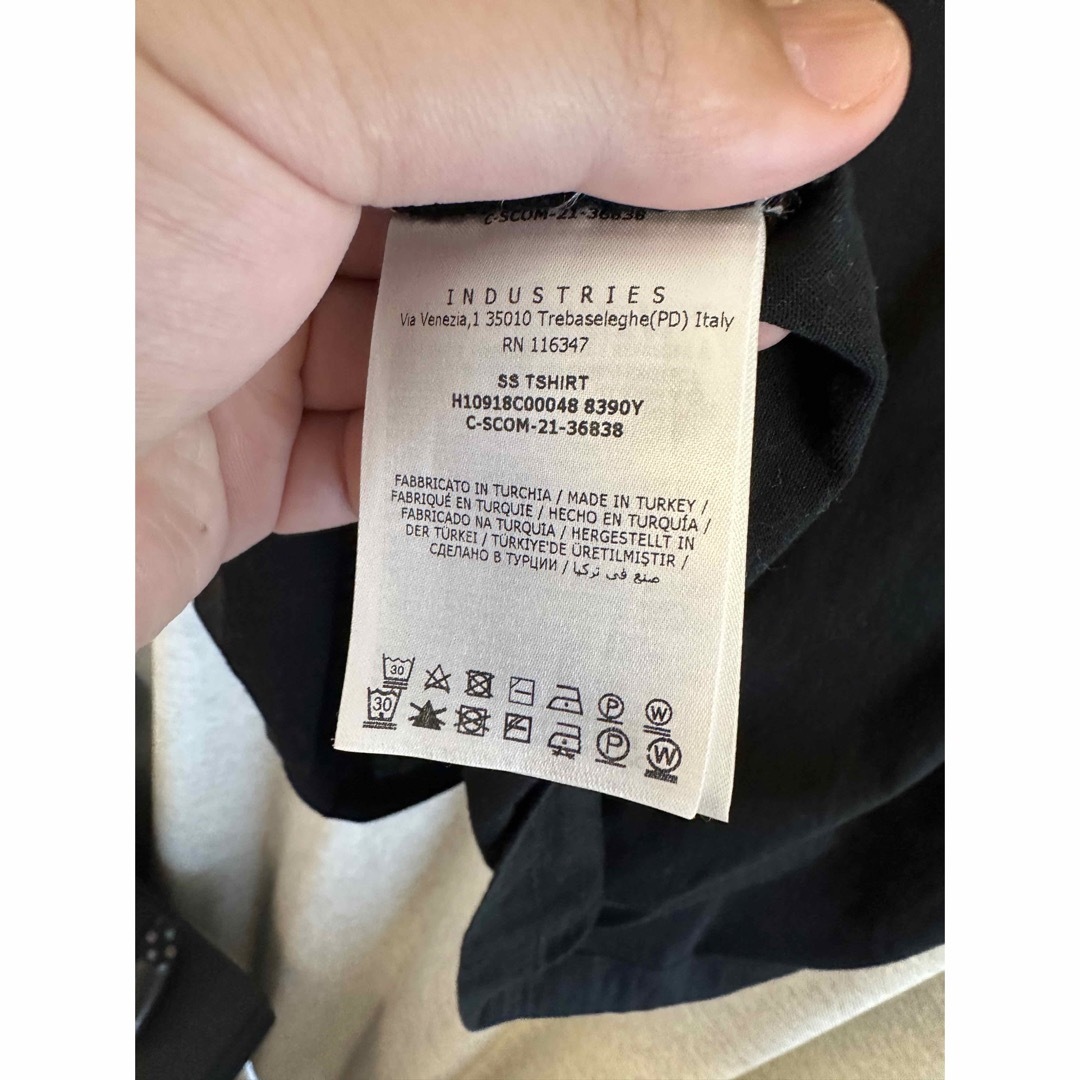 C-SCOM-21-36838
INDUSTRIES
Via Venezia,1 35010 Trebaseleghe(PD) Italy
RN 116347
SS TSHIRT
H10918C00048 8390Y
C-SCOM-21-36838
FABBRICATO IN TURCHIA / MADE IN TURKEY /
FABRIQUÉ EN TURQUIE / HECHO EN TURQUÍA /
FABRICADO NA TURQUIA / HERGESTELLT IN
DER TÜRKEI / TÜRKIYE'DE ÜRETILMIŞTIR /
СДЕЛАНО В ТУРЦИИ / صنع في تركيا
30 P W
30 P W